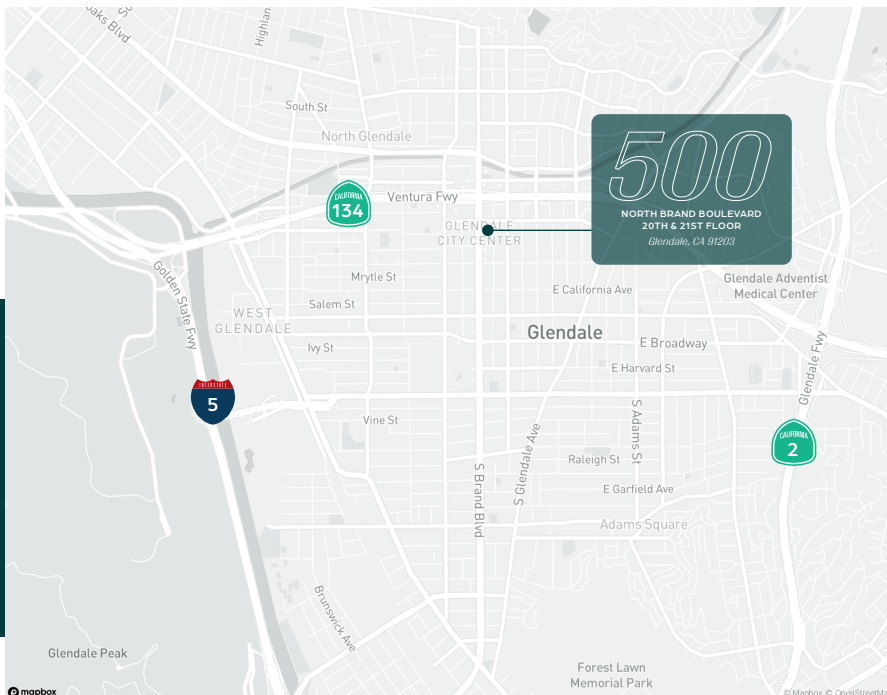 oaks Blvd
Highlan
South St
North Glendale
CALIFORNIA
134
Ventura Fwy
500
NORTH BRAND BOULEVARD
20TH & 21ST FLOOR
Glendale, CA 91203
GLENDALE
CITY CENTER
Golden State Fwy
Mrytle St
E California Ave
Glendale Adventist
Medical Center
Salem St
WEST
GLENDALE
Glendale
E Broadway
Ivy St
E Harvest St
Glendale Fwy
INTERSTATE
5
Vine St
S Adams St
S Glendale Ave
CALIFORNIA
2
Raleigh St
S Brand Blvd
E Garfield Ave
Adams Square
Brunswick Ave
Glendale Peak
Forest Lawn
Memorial Park
mapbox
© Mapbox © OpenStreetMa